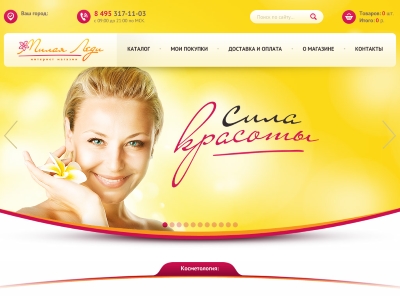 Ваш город:
8 495 317-11-03
с 09:00 до 21:00 по МСК
Поиск по сайту...
Товаров: 0 шт.
Итого: 0 р.
Милая Леди
интернет магазин
КАТАЛОГ
МОИ ПОКУПКИ
ДОСТАВКА И ОПЛАТА
О МАГАЗИНЕ
КОНТАКТЫ
Сила
красоты
Косметология: